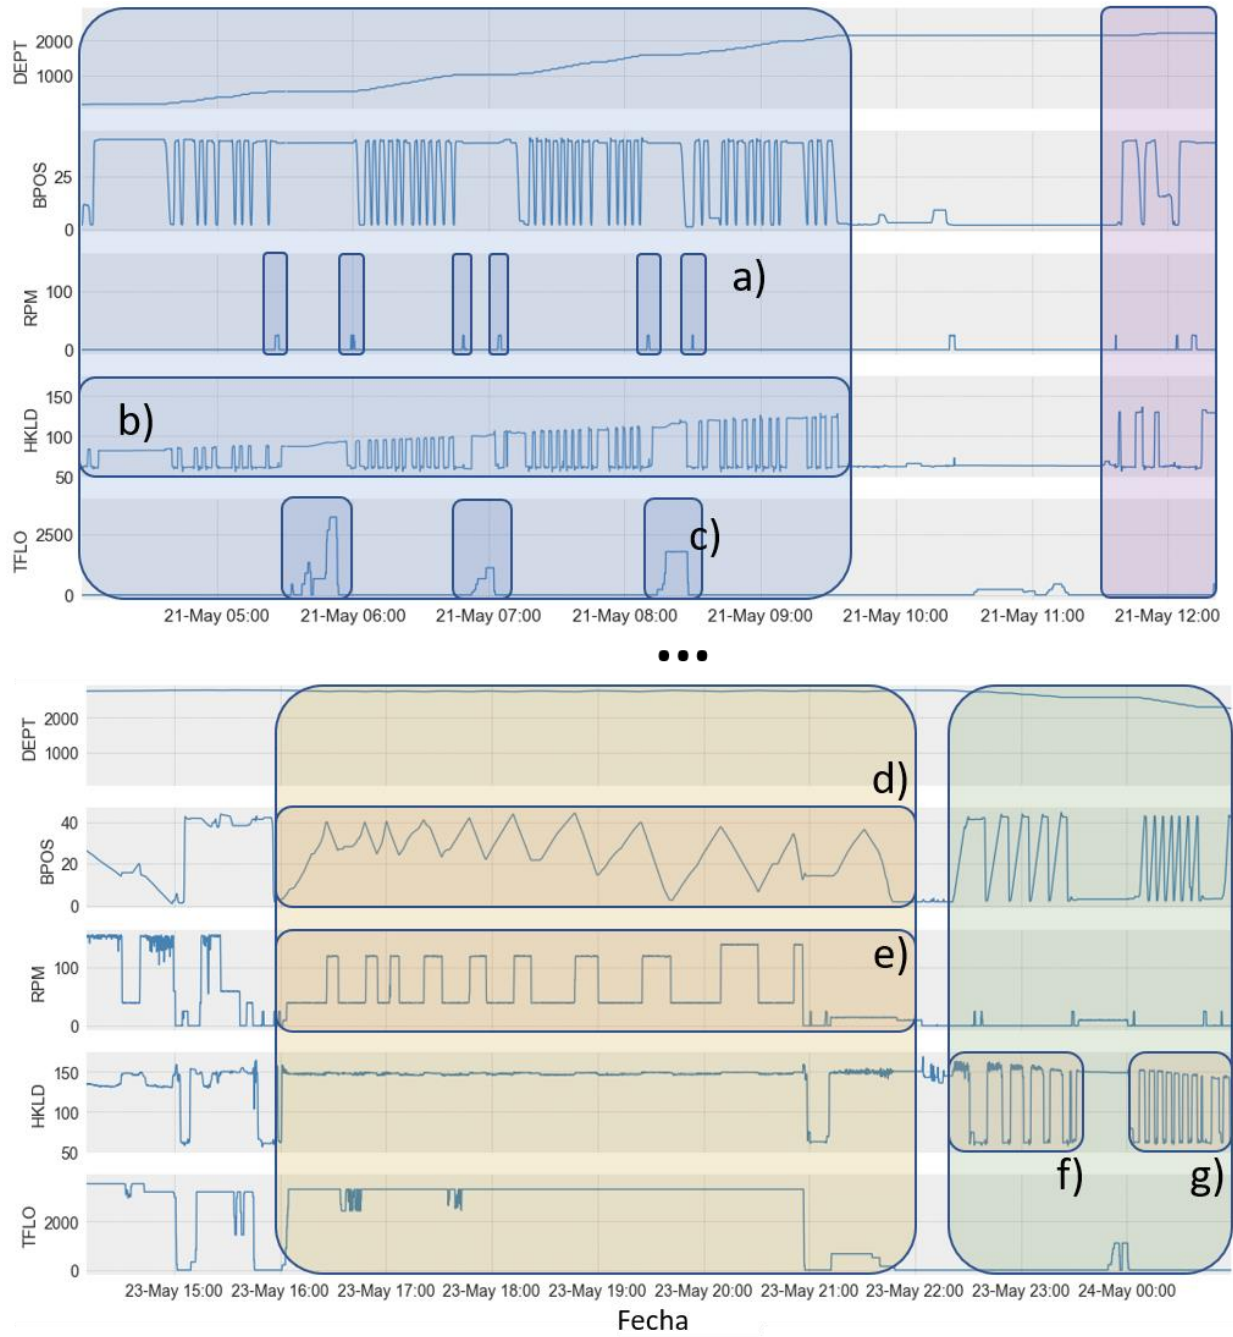 DEPT
2000
1000
BPOS
25
0
RPM
100
0
a)
HKLD
150
100
50
b)
TFLO
2500
0
c)
21-May 05:00 21-May 06:00 21-May 07:00 21-May 08:00 21-May 09:00 21-May 10:00 21-May 11:00 21-May 12:00
...
DEPT
2000
1000
d)
BPOS
40
20
0
RPM
100
0
e)
HKLD
150
100
50
f) g)
TFLO
2000
0
23-May 15:00 23-May 16:00 23-May 17:00 23-May 18:00 23-May 19:00 23-May 20:00 23-May 21:00 23-May 22:00 23-May 23:00 24-May 00:00
Fecha